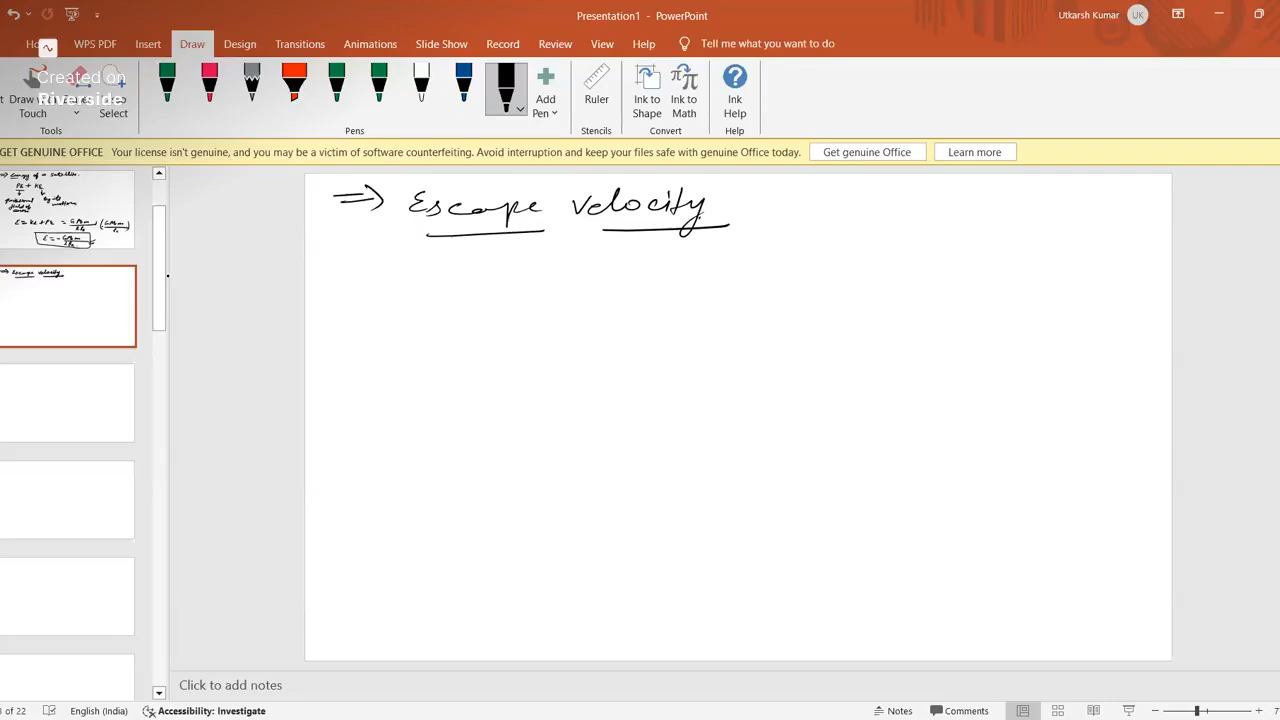 Presentation1 - PowerPoint
Utkarsh Kumar UK
WPS PDF Insert Draw Design Transitions Animations Slide Show Record Review View Help Tell me what you want to do
Created on
Riverside
Draw
Touch
Select
Add
Pen
Ruler
Ink to
Shape
Ink to
Math
Ink
Help
Tools Pens Stencils Convert Help
GET GENUINE OFFICE Your license isn't genuine, and you may be a victim of software counterfeiting. Avoid interruption and keep your files safe with genuine Office today. Get genuine Office Learn more
⇒ Escape velocity
⇒ Escape velocity
Click to add notes
of 22 English (India) Accessibility: Investigate Notes Comments 7